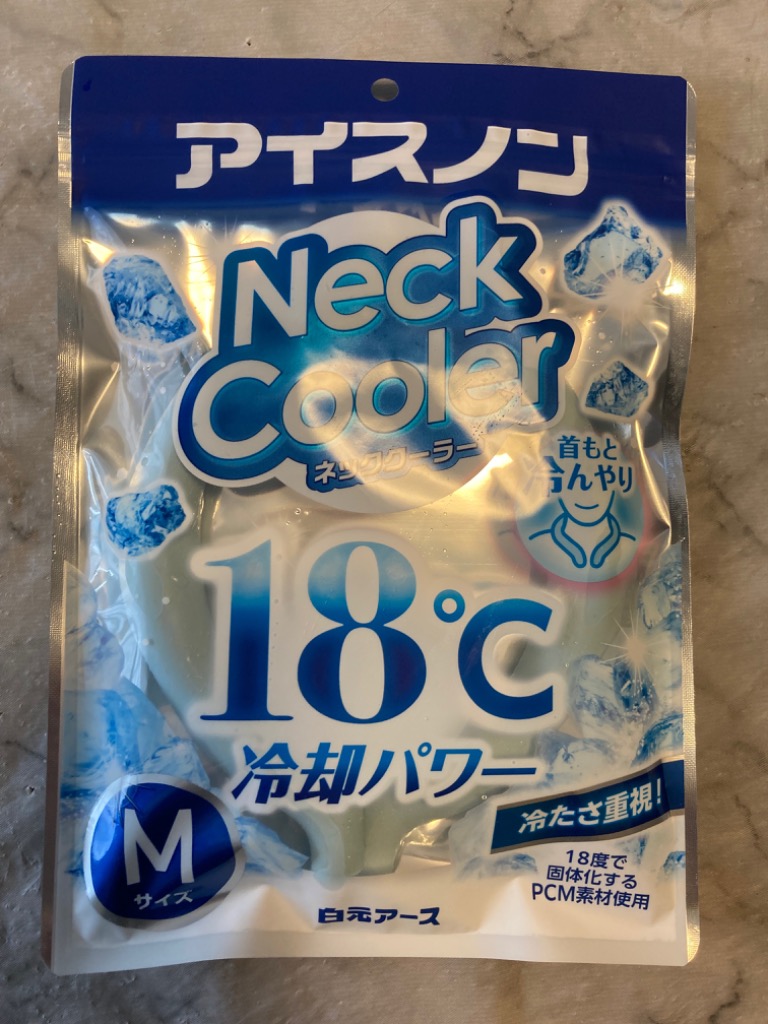 アイスノン
Neck
Cooler
ネッククーラー
首もと
冷んやり
18℃
冷却パワー
冷たさ重視!
M
サイズ
18度で
固体化する
PCM素材使用
白元アース